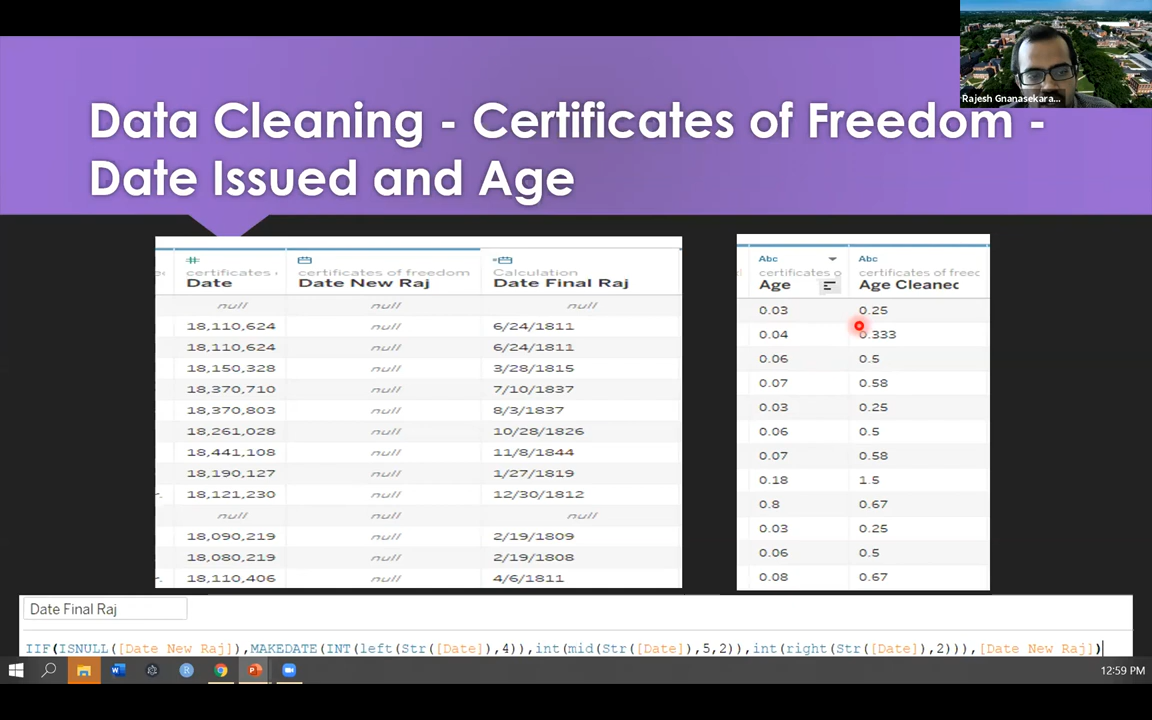 Rajesh Gnanasekara...
Data Cleaning - Certificates of Freedom -
Date Issued and Age
certificates certificates of freedom Calculation
Date Date New Raj Date Final Raj
null null null
18,110,624 null 6/24/1811
18,110,624 null 6/24/1811
18,150,328 null 3/28/1815
18,370,710 null 7/10/1837
18,370,803 null 8/3/1837
18,261,028 null 10/28/1826
18,441,108 null 11/8/1844
18,190,127 null 1/27/1819
18,121,230 null 12/30/1812
null null null
18,090,219 null 2/19/1809
18,080,219 null 2/19/1808
18,110,406 null 4/6/1811
Abc Abc
certificates o certificates of freec
Age Age Cleaned
0.03 0.25
0.04 0.333
0.06 0.5
0.07 0.58
0.03 0.25
0.06 0.5
0.07 0.58
0.18 1.5
0.8 0.67
0.03 0.25
0.06 0.5
0.08 0.67
Date Final Raj
IIF(ISNULL([Date New Raj]),MAKEDATE(INT(left(Str([Date]),4)),int(mid(Str([Date]),5,2)),int(right(Str([Date]),2))),[Date New Raj])
12:59 PM